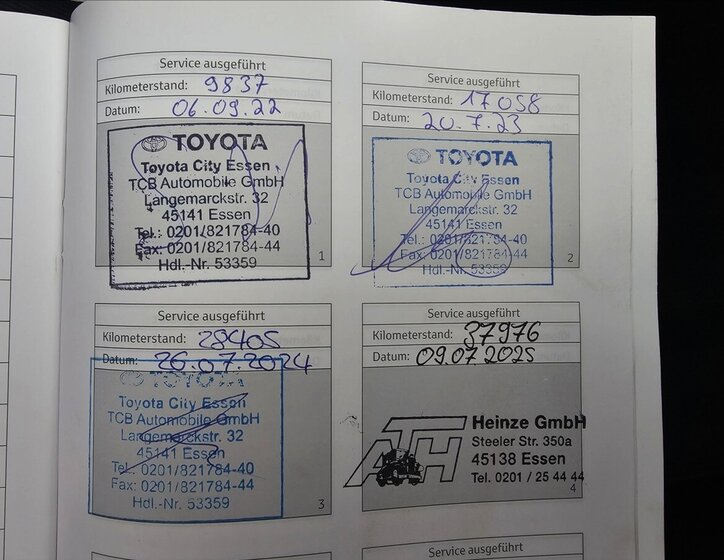 Service ausgeführt
Kilometerstand: 9837
Datum: 06.09.22
TOYOTA
Toyota City Essen
TCB Automobile GmbH
Langemarckstr. 32
45141 Essen
Tel.: 0201/821784-40
Fax: 0201/821784-44
Hdl.-Nr. 53359
1
Service ausgeführt
Kilometerstand: 17058
Datum: 20.7.23
TOYOTA
Toyota City Essen
TCB Automobile GmbH
Langemarckstr. 32
45141 Essen
Tel.: 0201/821784-40
Fax: 0201/821784-44
Hdl.-Nr. 53359
2
Service ausgeführt
Kilometerstand: 28405
Datum: 26.07.2024
TOYOTA
Toyota City Essen
TCB Automobile GmbH
Langemarckstr. 32
45141 Essen
Tel.: 0201/821784-40
Fax: 0201/821784-44
Hdl.-Nr. 53359
3
Service ausgeführt
Kilometerstand: 37976
Datum: 09.07.2025
ATH
Heinze GmbH
Steeler Str. 350a
45138 Essen
Tel. 0201 / 25 44 44
4
Service ausgeführt
Service ausgeführt